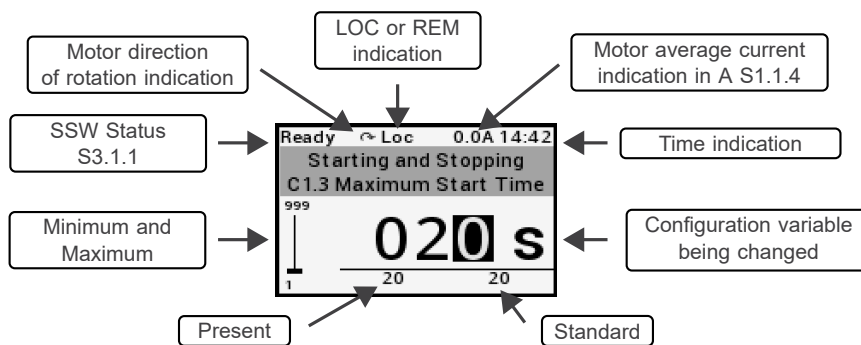 LOC or REM
indication
Motor direction
of rotation indication
Motor average current
indication in A S1.1.4
SSW Status
S3.1.1
Ready ↷ Loc 0.0A 14:42
Time indication
Starting and Stopping
C1.3 Maximum Start Time
999
Minimum and
Maximum
020 s
Configuration variable
being changed
1
20 20
Present
Standard